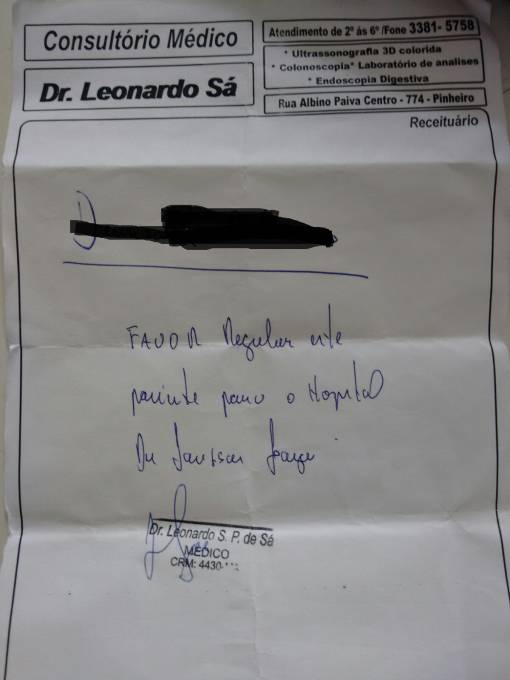 Consultório Médico
Dr. Leonardo Sá
Atendimento de 2ª ás 6ª /Fone 3381- 5758
* Ultrassonografia 3D colorida
* Colonoscopia* Laboratório de analises
* Endoscopia Digestiva
Rua Albino Paiva Centro - 774 - Pinheiro
Receituário
FAVOR Regular este
paciente para o Hospital
Dr Jackson
Dr. Leonardo S. P. de Sá
MÉDICO
CRM: 4430